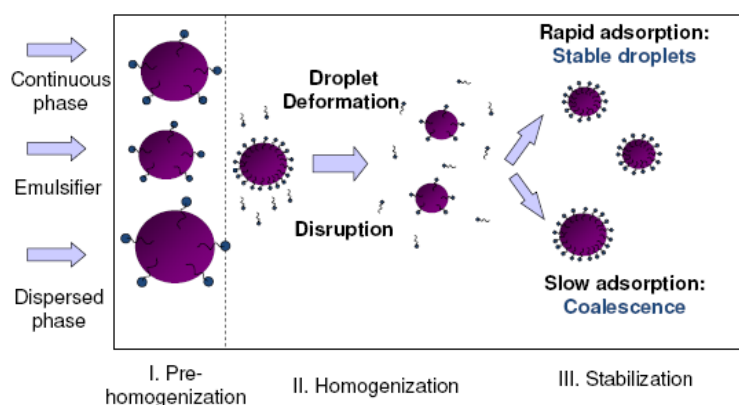 Continuous
phase
Emulsifier
Dispersed
phase
Droplet
Deformation
Disruption
Rapid adsorption:
Stable droplets
Slow adsorption:
Coalescence
I. Pre-
homogenization
II. Homogenization
III. Stabilization